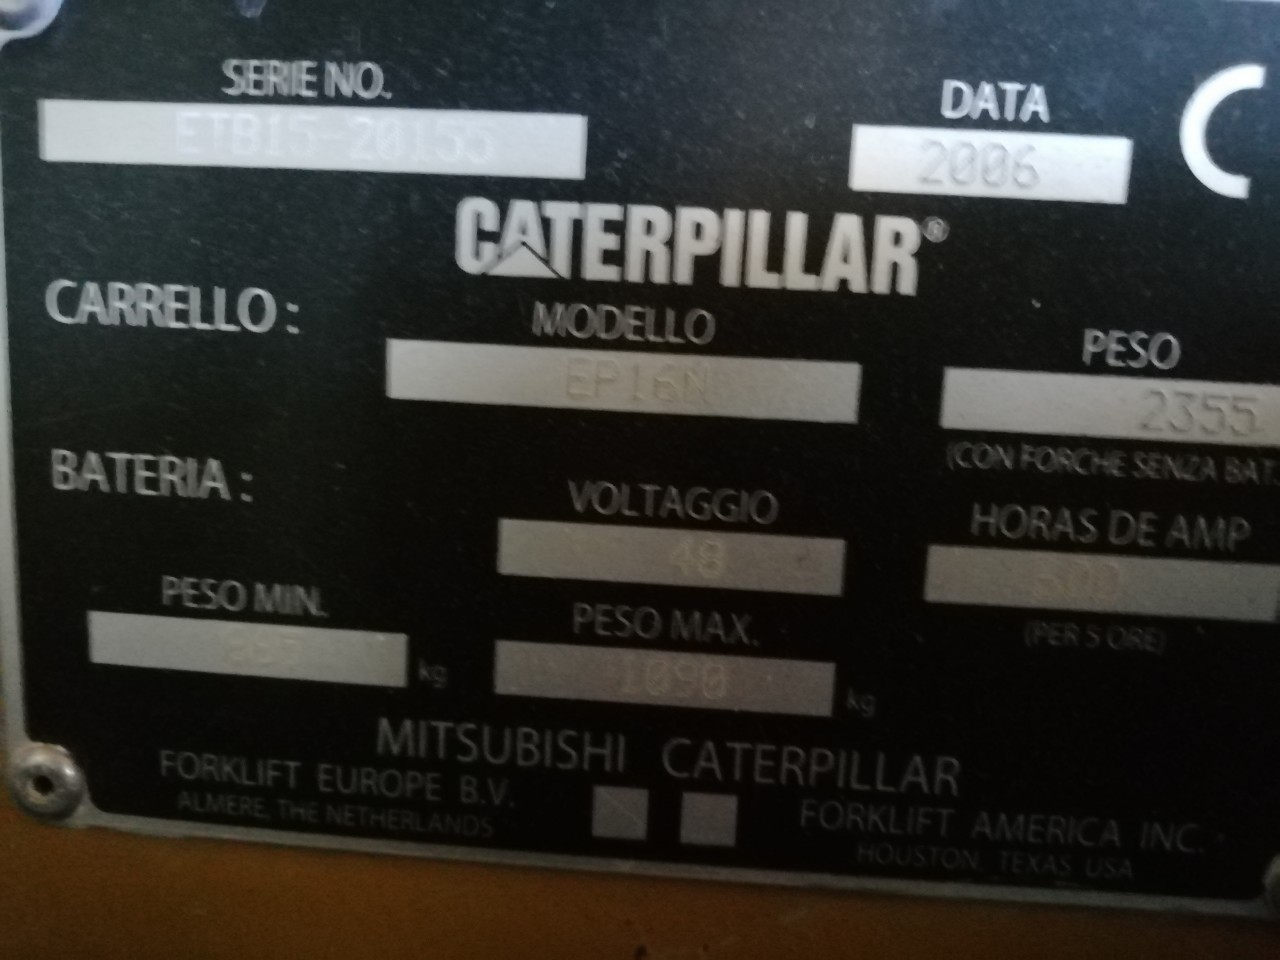 SERIE NO.
DATA
ETB15-20155
2006
CATERPILLAR®
CARRELLO :
MODELLO
PESO
EP16N
2355
(CON FORCHE SENZA BAT
BATERIA :
VOLTAGGIO
HORAS DE AMP
48
600
PESO MIN.
PESO MAX.
(PER 5 ORE)
kg
1090
kg
MITSUBISHI CATERPILLAR
FORKLIFT EUROPE B.V.
ALMERE, THE NETHERLANDS
FORKLIFT AMERICA INC.
HOUSTON, TEXAS USA